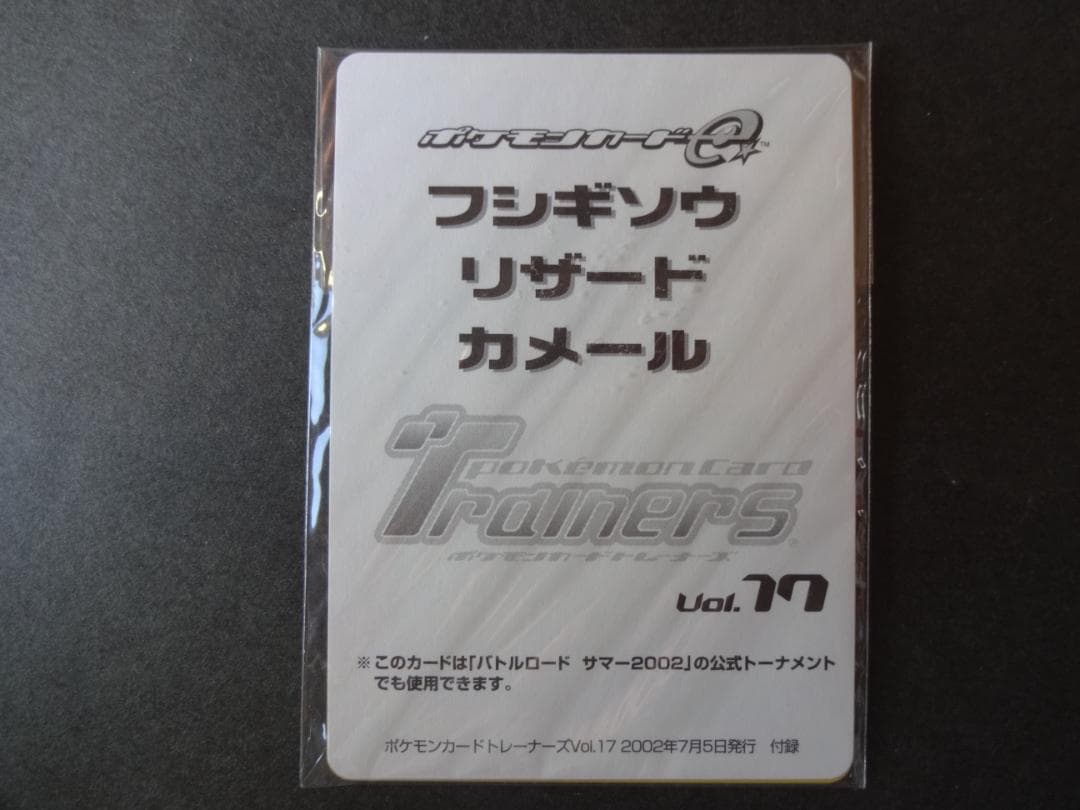 ポケモンカードe™
フシギソウ
リザード
カメール
Pokémon Card
Trainers
ポケモンカードトレーナーズ
Vol.17
※このカードは「バトルロード サマー2002」の公式トーナメント
でも使用できます。
ポケモンカードトレーナーズVol.17 2002年7月5日発行 付録